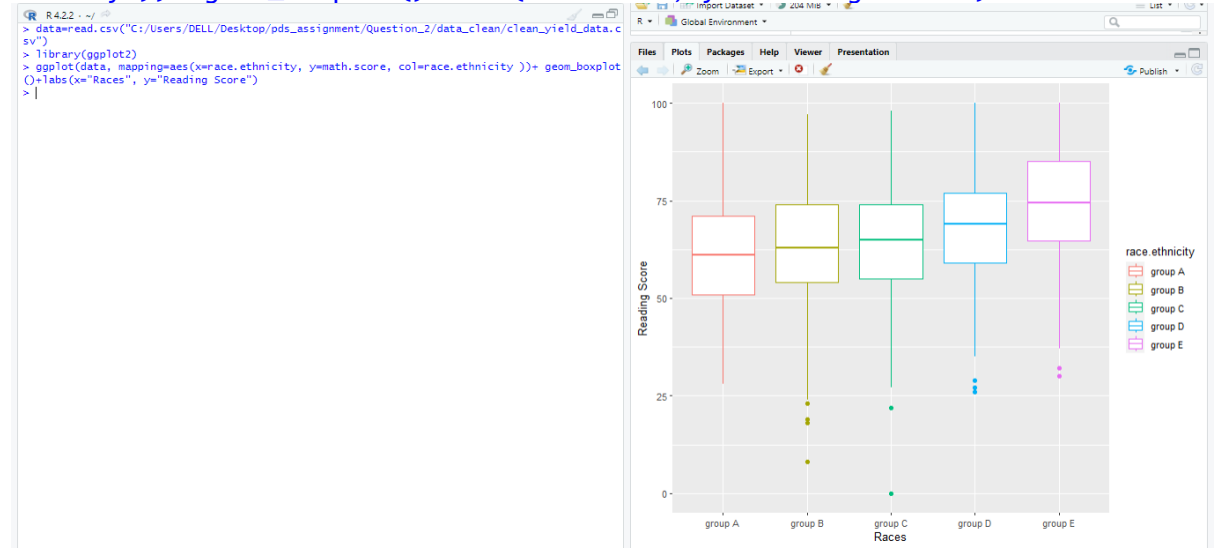 R 4.2.2 · ~/
> data=read.csv("C:/Users/DELL/Desktop/pds_assignment/Question_2/data_clean/clean_yield_data.c
sv")
> library(ggplot2)
> ggplot(data, mapping=aes(x=race.ethnicity, y=math.score, col=race.ethnicity ))+ geom_boxplot
()+labs(x="Races", y="Reading Score")
>
Import Dataset 204 MiB List
R Global Environment
Files Plots Packages Help Viewer Presentation
Zoom Export Publish
100
75
50
25
0
Reading Score
group A group B group C group D group E
Races
race.ethnicity
group A
group B
group C
group D
group E